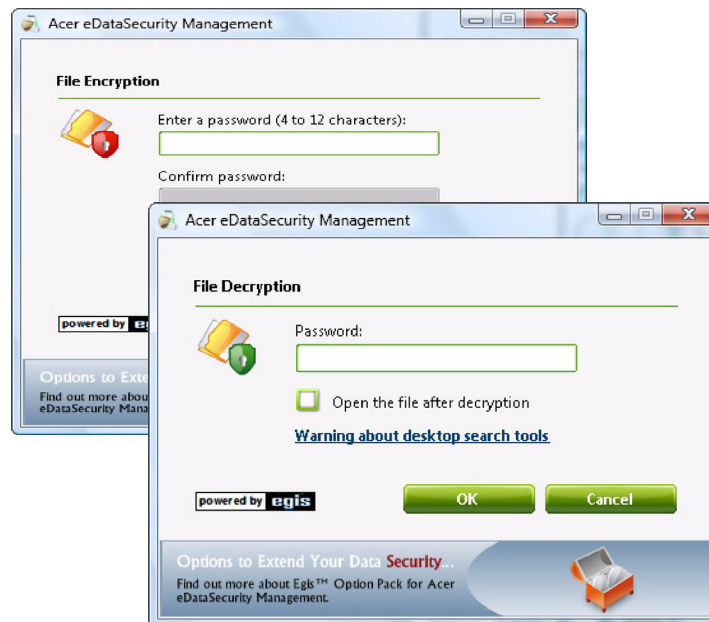 Acer eDataSecurity Management
File Encryption
Enter a password (4 to 12 characters):
Confirm password:
powered by
Options to Exte
Find out more abou
eDataSecurity Mana
Acer eDataSecurity Management
File Decryption
Password:
Open the file after decryption
Warning about desktop search tools
powered by egis
OK Cancel
Options to Extend Your Data Security...
Find out more about Egis™ Option Pack for Acer
eDataSecurity Management.